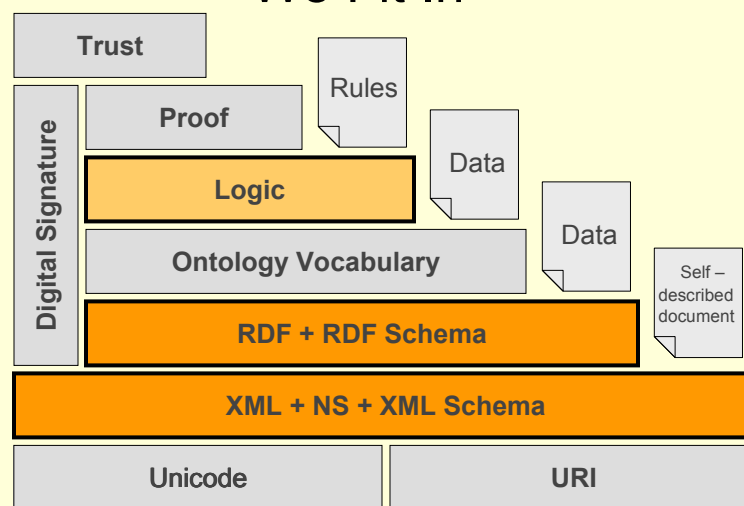 Trust
Rules
Proof
Digital Signature
Logic
Data
Ontology Vocabulary
Data
Self –
described
document
RDF + RDF Schema
XML + NS + XML Schema
Unicode
URI